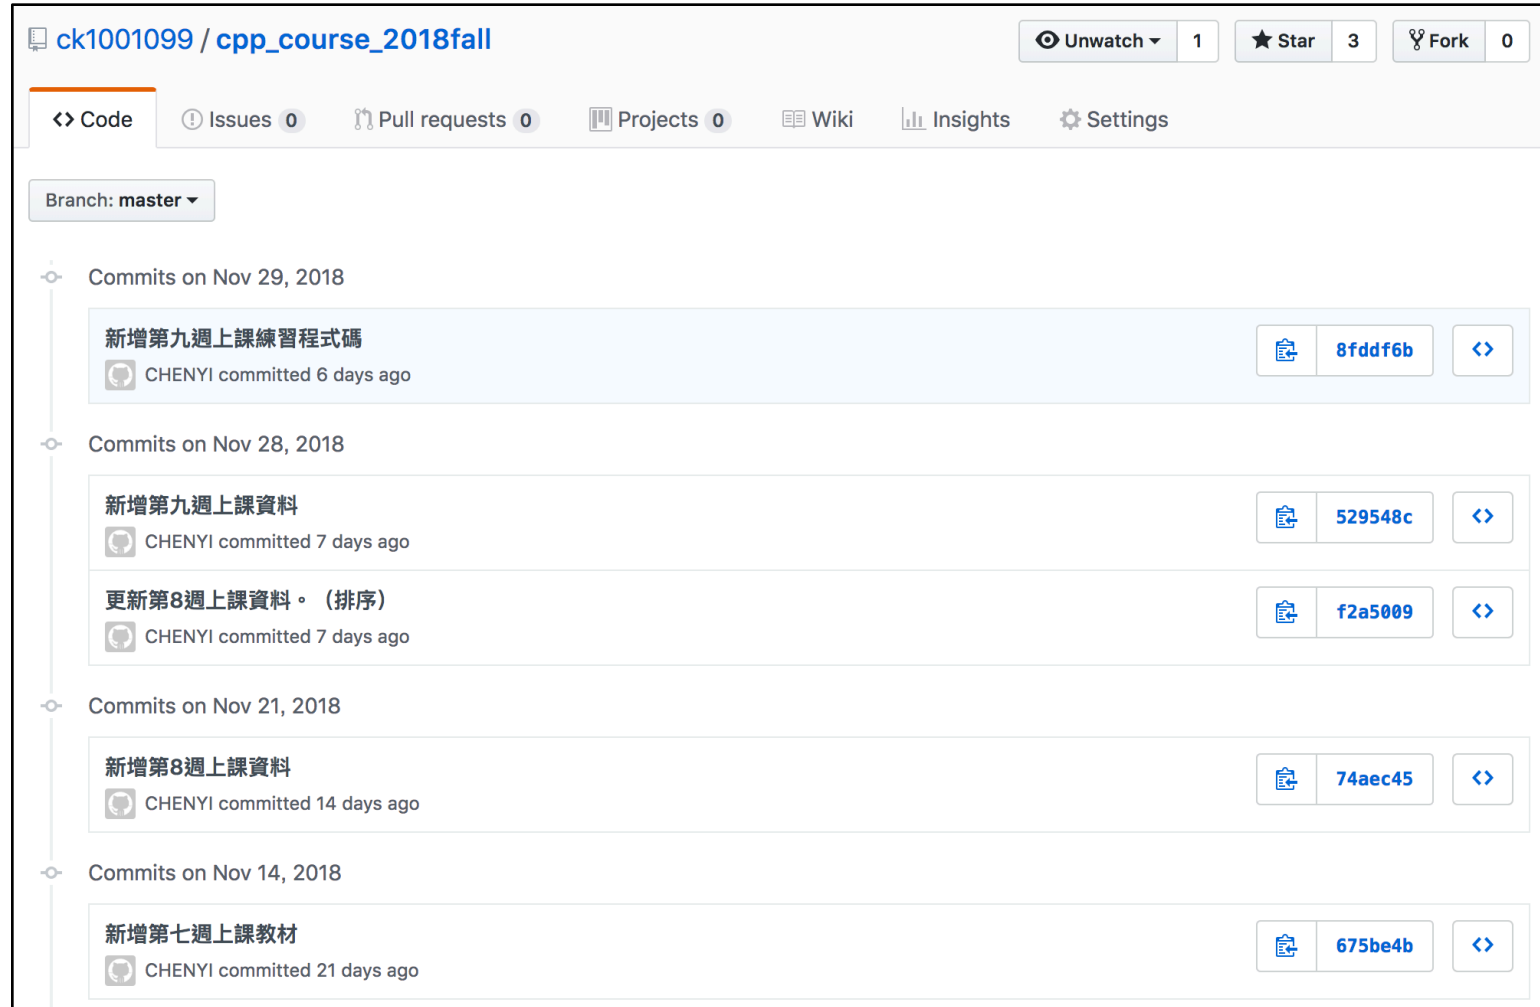 ck1001099 / cpp_course_2018fall
Unwatch 1 Star 3 Fork 0
Code Issues 0 Pull requests 0 Projects 0 Wiki Insights Settings
Branch: master
Commits on Nov 29, 2018
新增第九週上課練習程式碼
8fddf6b
CHENYI committed 6 days ago
Commits on Nov 28, 2018
新增第九週上課資料
529548c
CHENYI committed 7 days ago
更新第8週上課資料。（排序）
f2a5009
CHENYI committed 7 days ago
Commits on Nov 21, 2018
新增第8週上課資料
74aec45
CHENYI committed 14 days ago
Commits on Nov 14, 2018
新增第七週上課教材
675be4b
CHENYI committed 21 days ago